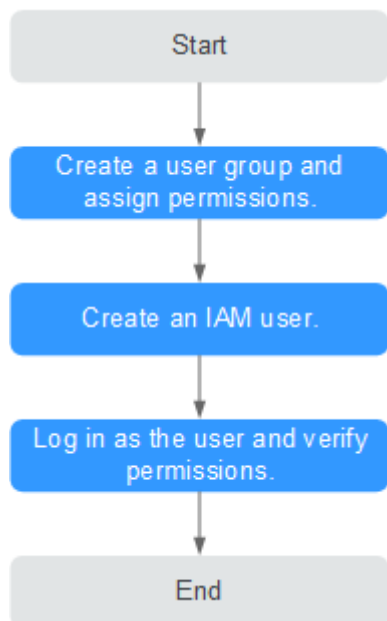 Start
Create a user group and
assign permissions.
Create an IAM user.
Log in as the user and verify
permissions.
End